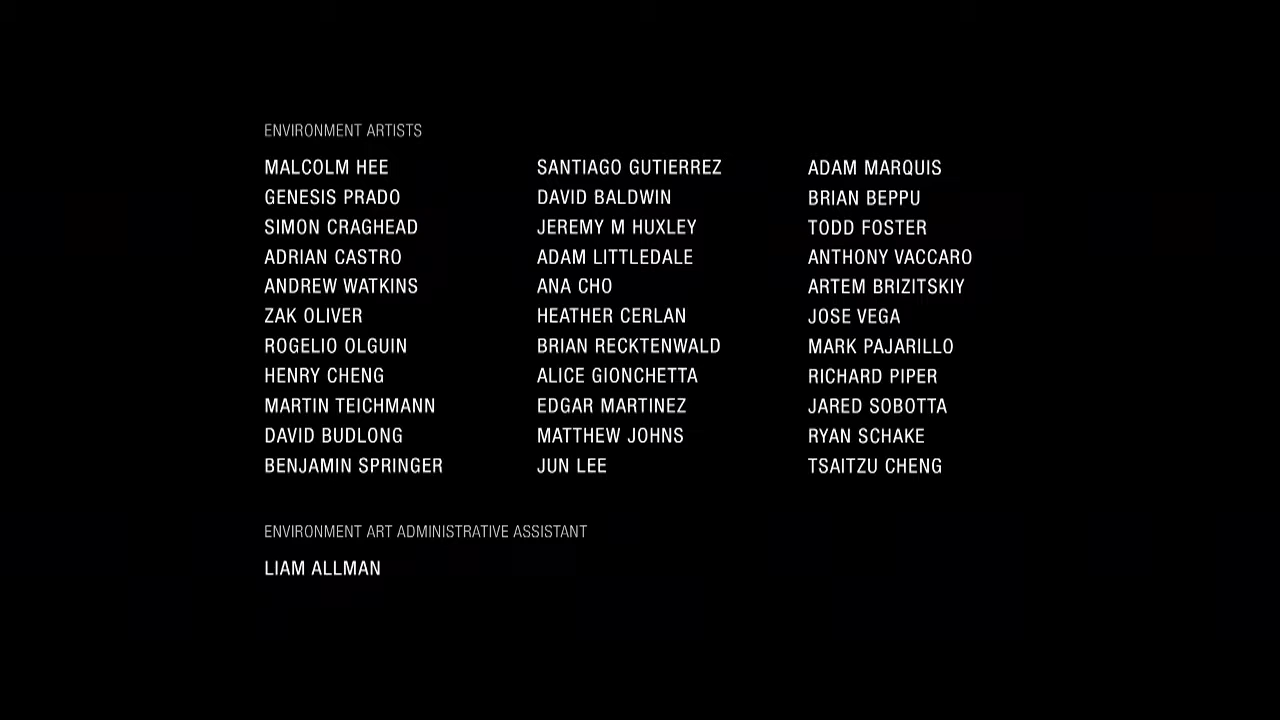 ENVIRONMENT ARTISTS
MALCOLM HEE
GENESIS PRADO
SIMON CRAGHEAD
ADRIAN CASTRO
ANDREW WATKINS
ZAK OLIVER
ROGELIO OLGUIN
HENRY CHENG
MARTIN TEICHMANN
DAVID BUDLONG
BENJAMIN SPRINGER
SANTIAGO GUTIERREZ
DAVID BALDWIN
JEREMY M HUXLEY
ADAM LITTLEDALE
ANA CHO
HEATHER CERLAN
BRIAN RECKTENWALD
ALICE GIONCHETTA
EDGAR MARTINEZ
MATTHEW JOHNS
JUN LEE
ADAM MARQUIS
BRIAN BEPPU
TODD FOSTER
ANTHONY VACCARO
ARTEM BRIZITSKIY
JOSE VEGA
MARK PAJARILLO
RICHARD PIPER
JARED SOBOTTA
RYAN SCHAKE
TSAITZU CHENG
ENVIRONMENT ART ADMINISTRATIVE ASSISTANT
LIAM ALLMAN